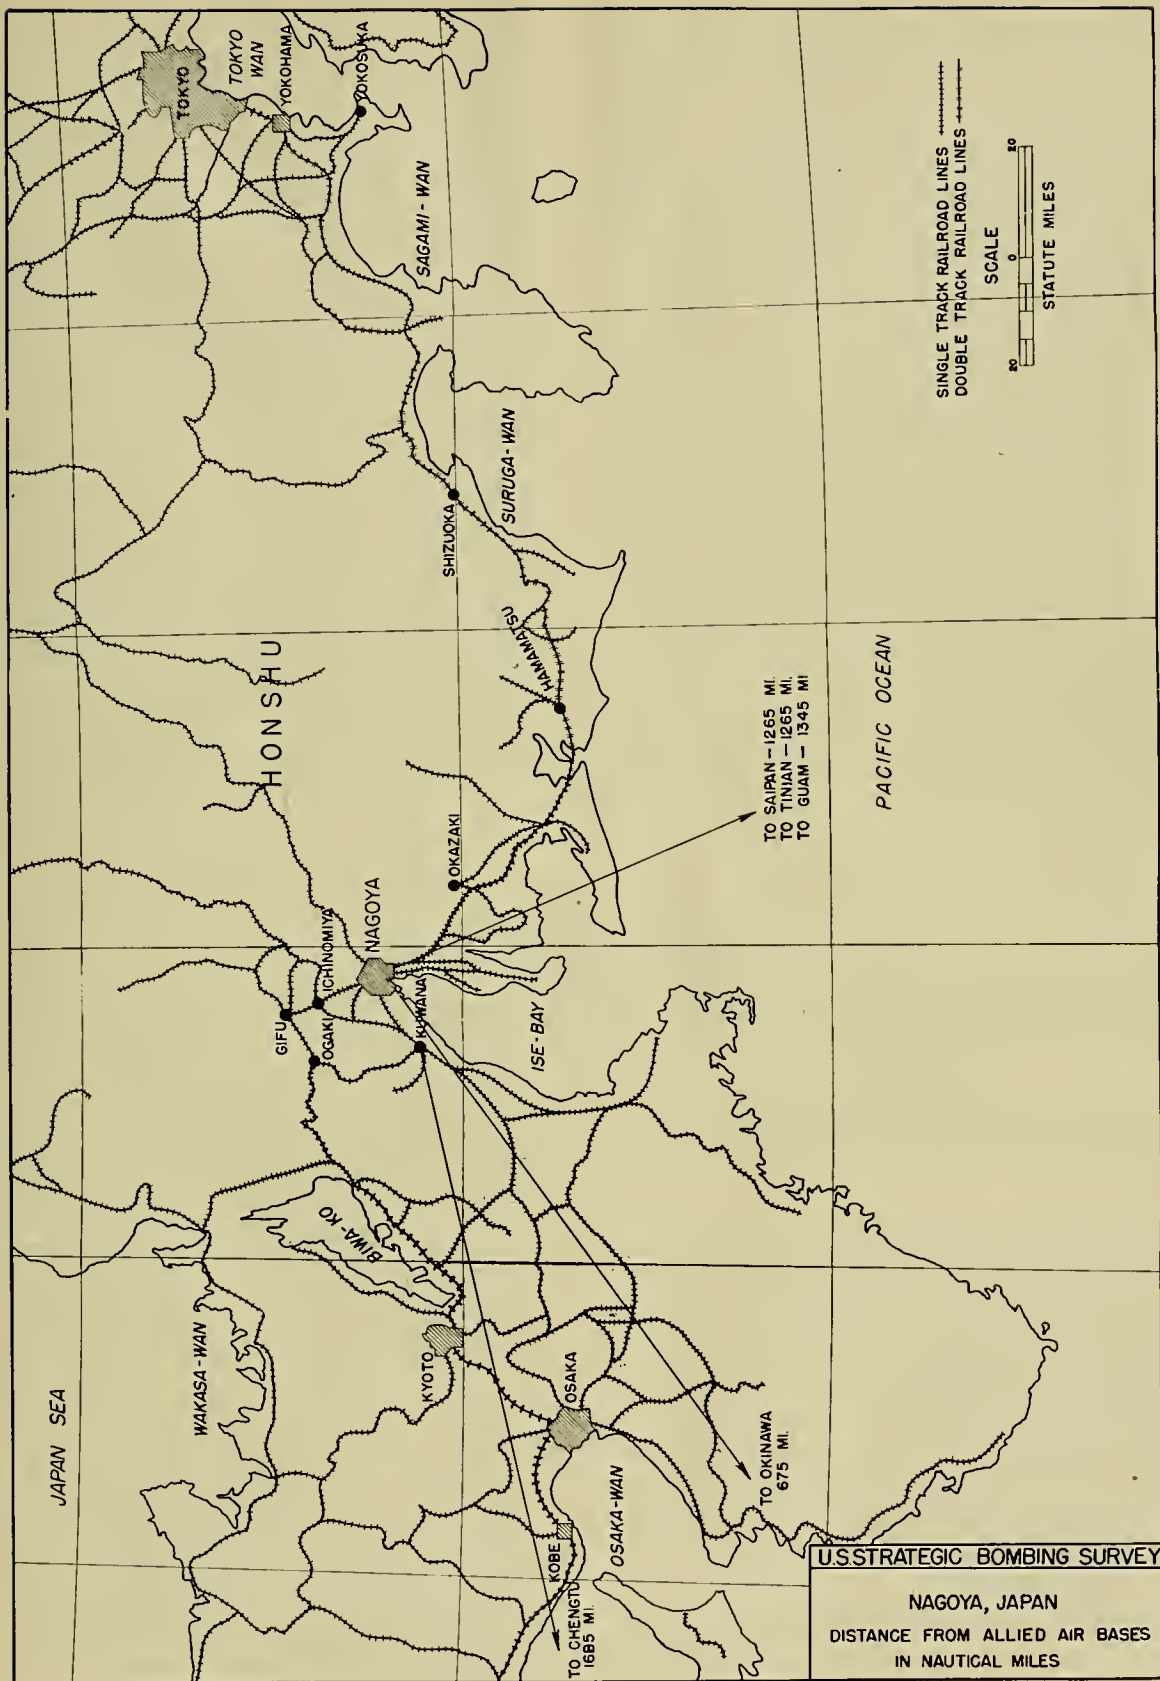 JAPAN SEA
WAKASA-WAN
BIWA-KO
KYOTO
OSAKA
KOBE
OSAKA-WAN
TO CHENGTU
1685 MI.
TO OKINAWA
675 MI.
GIFU
OGAKI
ICHINOMIYA
NAGOYA
KUWANA
ISE-BAY
OKAZAKI
HONSHU
HAMAMATSU
SHIZUOKA
SURUGA-WAN
SAGAMI-WAN
TOKYO
TOKYO
WAN
YOKOHAMA
YOKOSUKA
TO SAIPAN-1265 MI.
TO TINIAN-1265 MI.
TO GUAM - 1345 MI
PACIFIC OCEAN
SINGLE TRACK RAILROAD LINES
DOUBLE TRACK RAILROAD LINES
SCALE
20 0 20
STATUTE MILES
U.S.STRATEGIC BOMBING SURVEY
NAGOYA, JAPAN
DISTANCE FROM ALLIED AIR BASES
IN NAUTICAL MILES